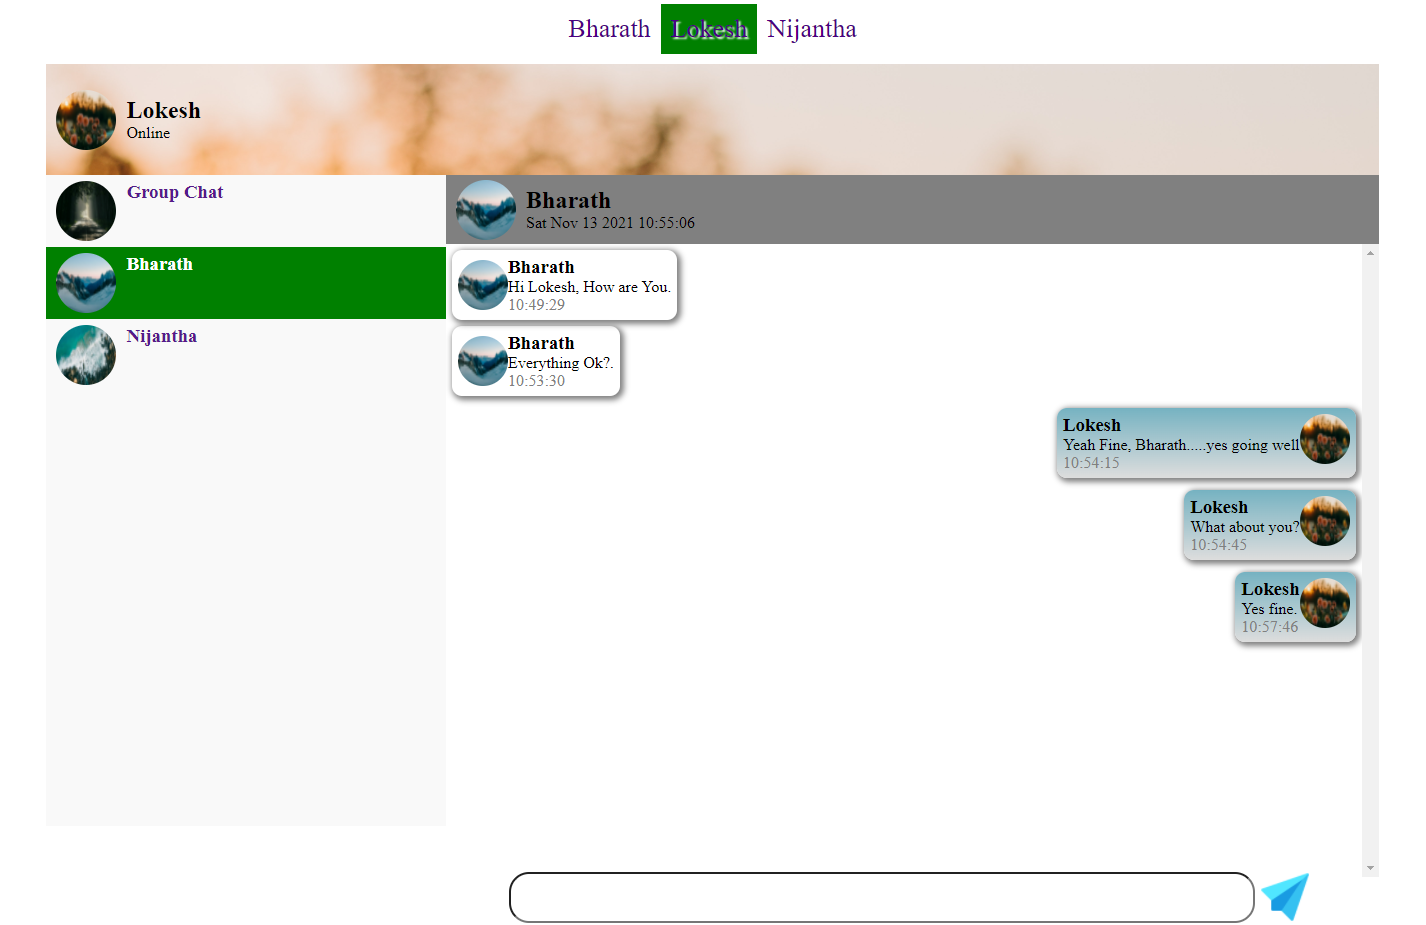 Bharath Lokesh Nijantha
Lokesh
Online
Group Chat
Bharath
Nijantha
Bharath
Sat Nov 13 2021 10:55:06
Bharath
Hi Lokesh, How are You.
10:49:29
Bharath
Everything Ok?.
10:53:30
Lokesh
Yeah Fine, Bharath.....yes going well
10:54:15
Lokesh
What about you?
10:54:45
Lokesh
Yes fine.
10:57:46